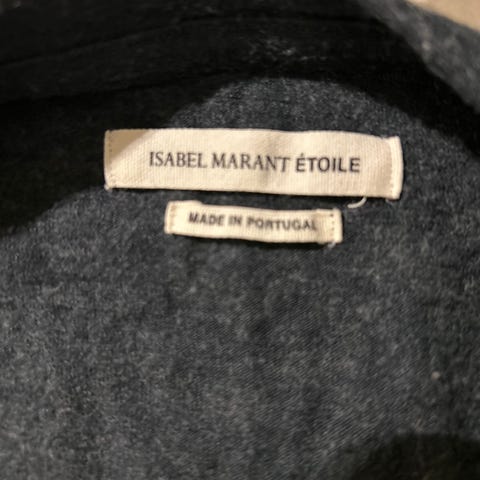 ISABEL MARANT ÉTOILE
MADE IN PORTUGAL